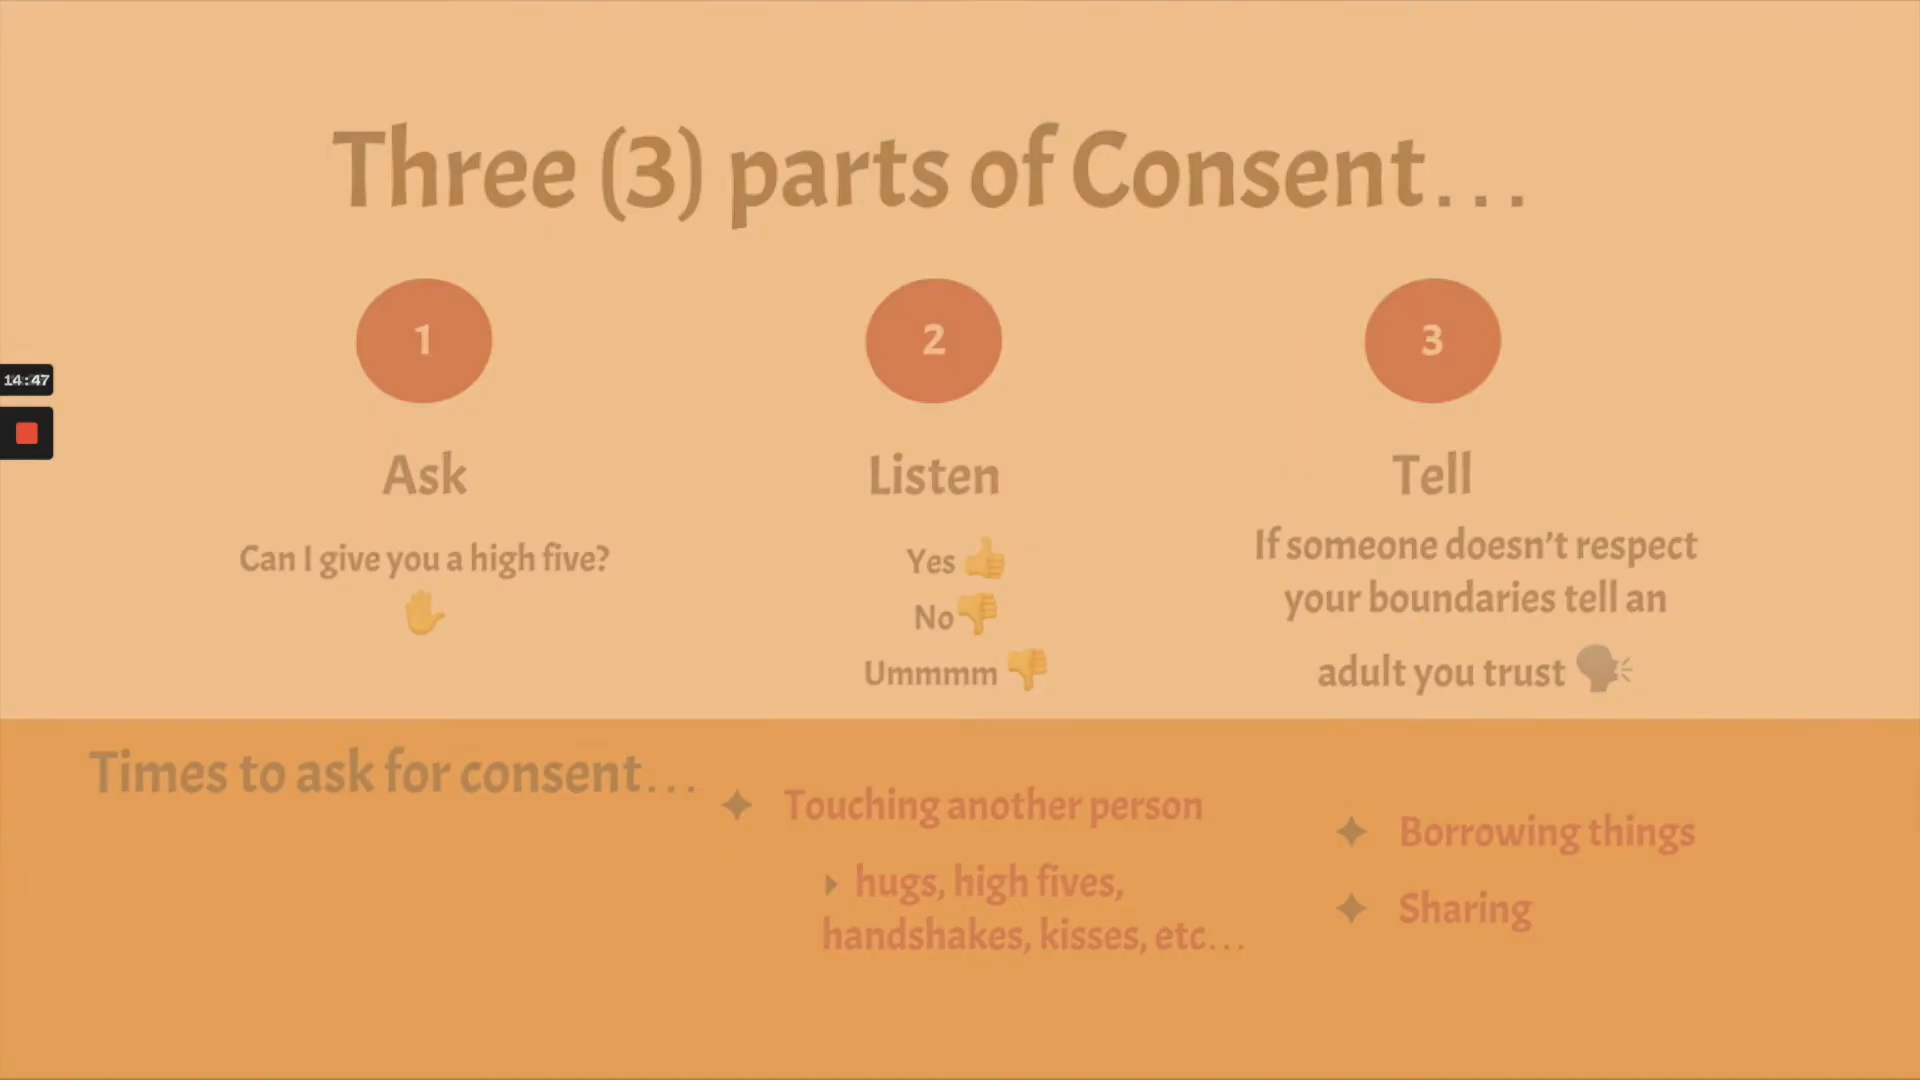 Three (3) parts of Consent...
1
2
3
14:47
Ask
Listen
Tell
Can I give you a high five?
Yes 👍
No👎
Ummmm 👎
If someone doesn't respect
your boundaries tell an
adult you trust 🗣
Times to ask for consent...
✦ Touching another person
‣ hugs, high fives,
handshakes, kisses, etc...
✦ Borrowing things
✦ Sharing